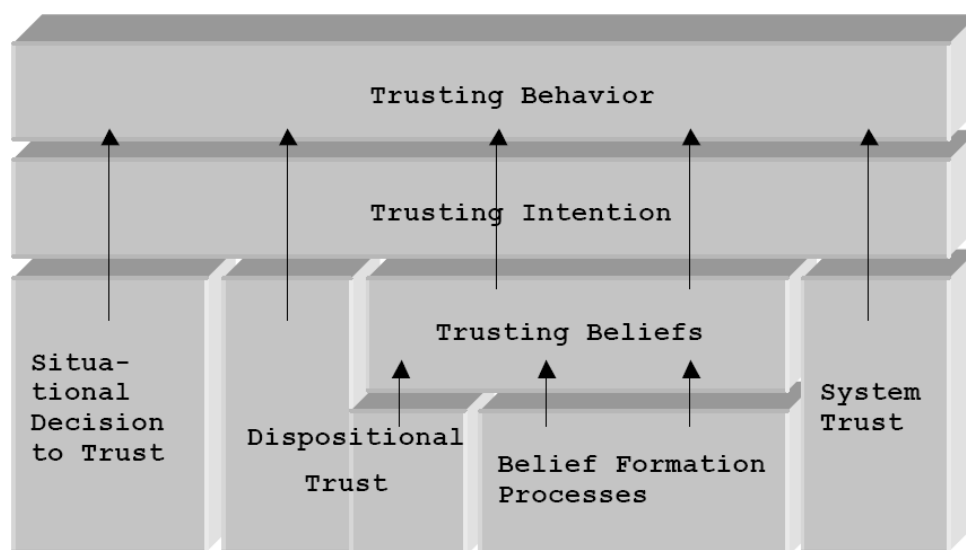 Trusting Behavior
Trusting Intention
Trusting Beliefs
Situa-
tional
Decision
to Trust
Dispositional
Trust
Belief Formation
Processes
System
Trust